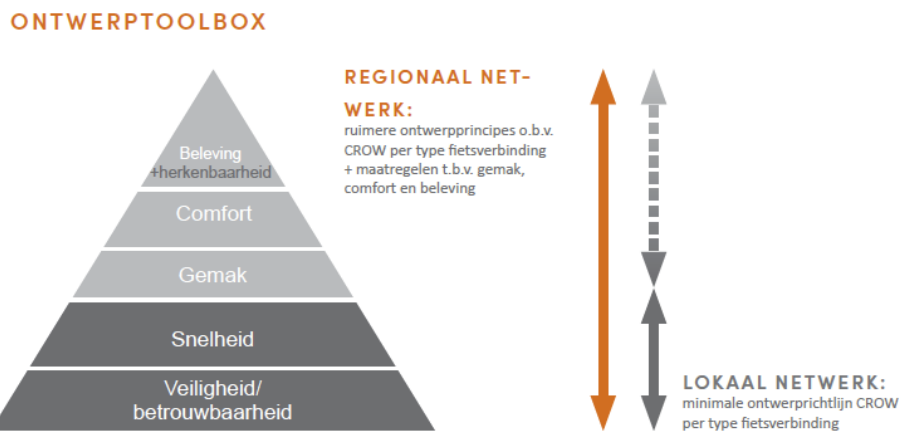 ONTWERPTOOLBOX
Beleving
+herkenbaarheid
Comfort
Gemak
Snelheid
Veiligheid/
betrouwbaarheid
REGIONAAL NET-
WERK:
ruimere ontwerpprincipes o.b.v.
CROW per type fietsverbinding
+ maatregelen t.b.v. gemak,
comfort en beleving
LOKAAL NETWERK:
minimale ontwerprichtlijn CROW
per type fietsverbinding